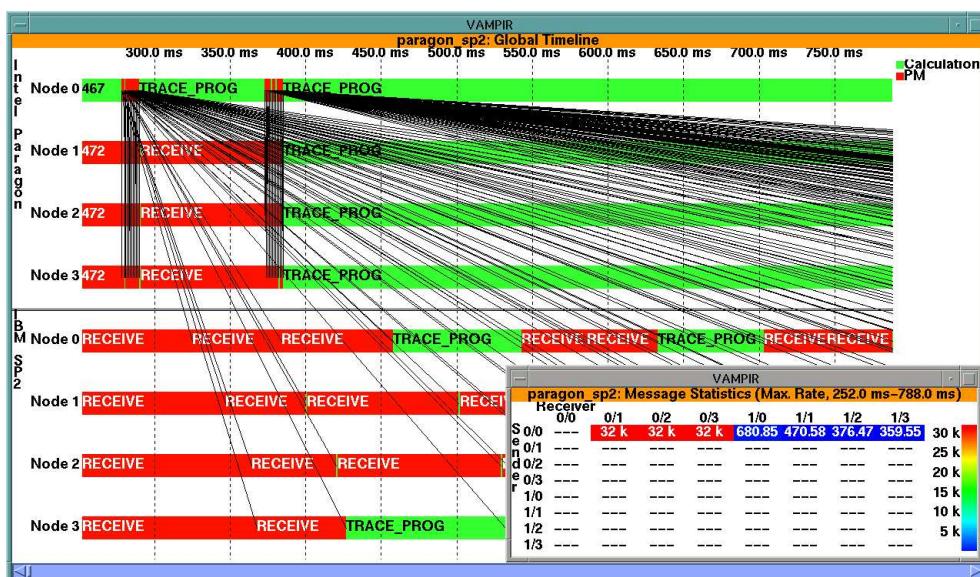 VAMPIR
paragon_sp2: Global Timeline
300.0 ms 350.0 ms 400.0 ms 450.0 ms 500.0 ms 550.0 ms 600.0 ms 650.0 ms 700.0 ms 750.0 ms
Calculation
PM
Intel Paragon
Node 0 467 TRACE_PROG TRACE_PROG
Node 1 472 RECEIVE TRACE_PROG
Node 2 472 RECEIVE TRACE_PROG
Node 3 472 RECEIVE TRACE_PROG
IBM SP2
Node 0 RECEIVE RECEIVE RECEIVE TRACE_PROG RECEIVE RECEIVE TRACE_PROG RECEIVE RECEIVE
Node 1 RECEIVE RECEIVE RECEIVE
Node 2 RECEIVE RECEIVE RECEIVE
Node 3 RECEIVE RECEIVE TRACE_PROG
VAMPIR
paragon_sp2: Message Statistics (Max. Rate, 252.0 ms-788.0 ms)
Receiver
0/0 0/1 0/2 0/3 1/0 1/1 1/2 1/3
Sender
0/0 --- 32 k 32 k 32 k 680.85 470.58 376.47 359.55
0/1 --- --- --- --- --- --- --- ---
0/2 --- --- --- --- --- --- --- ---
0/3 --- --- --- --- --- --- --- ---
1/0 --- --- --- --- --- --- --- ---
1/1 --- --- --- --- --- --- --- ---
1/2 --- --- --- --- --- --- --- ---
1/3 --- --- --- --- --- --- --- ---
30 k
25 k
20 k
15 k
10 k
5 k